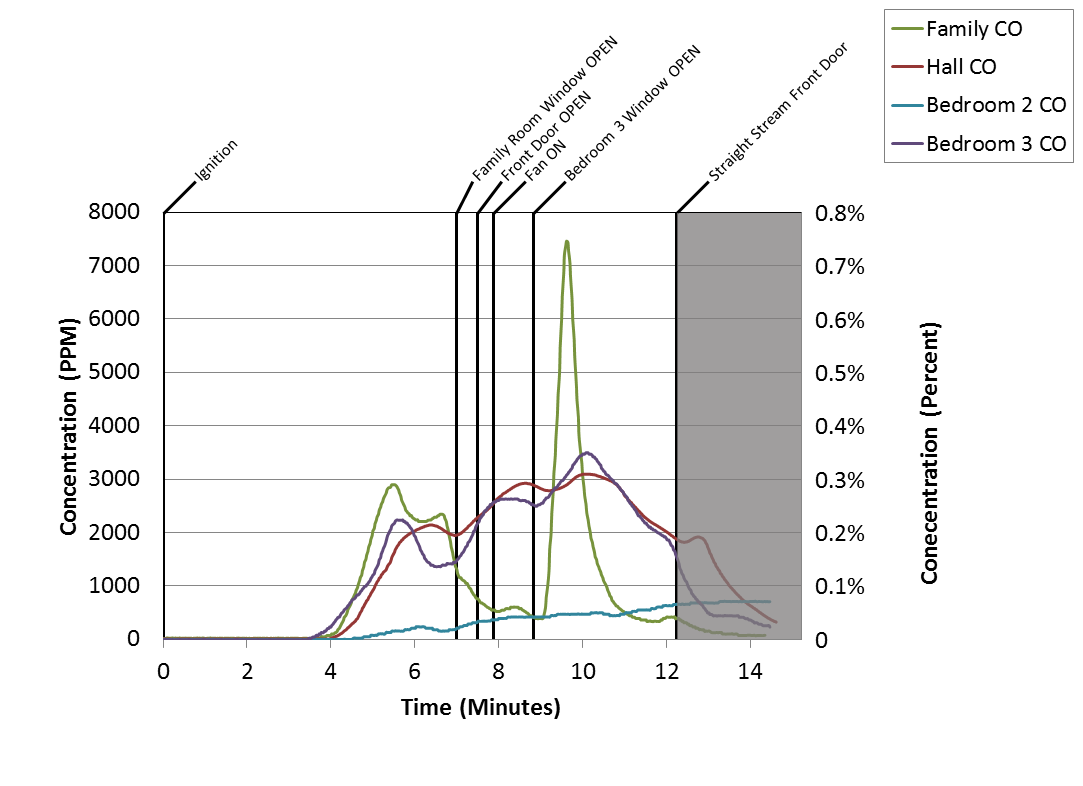 Family CO
Hall CO
Bedroom 2 CO
Bedroom 3 CO
Ignition
Family Room Window OPEN
Front Door OPEN
Fan ON
Bedroom 3 Window OPEN
Straight Stream Front Door
Concentration (PPM)
8000
7000
6000
5000
4000
3000
2000
1000
0
0.8%
0.7%
0.6%
0.5%
0.4%
0.3%
0.2%
0.1%
0
Conecentration (Percent)
0 2 4 6 8 10 12 14
Time (Minutes)